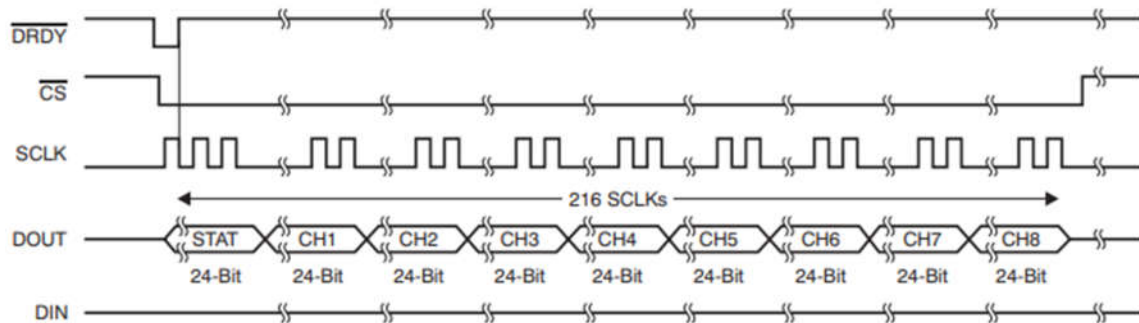 DRDY
CS
SCLK
216 SCLKs
DOUT STAT CH1 CH2 CH3 CH4 CH5 CH6 CH7 CH8
24-Bit 24-Bit 24-Bit 24-Bit 24-Bit 24-Bit 24-Bit 24-Bit 24-Bit
DIN